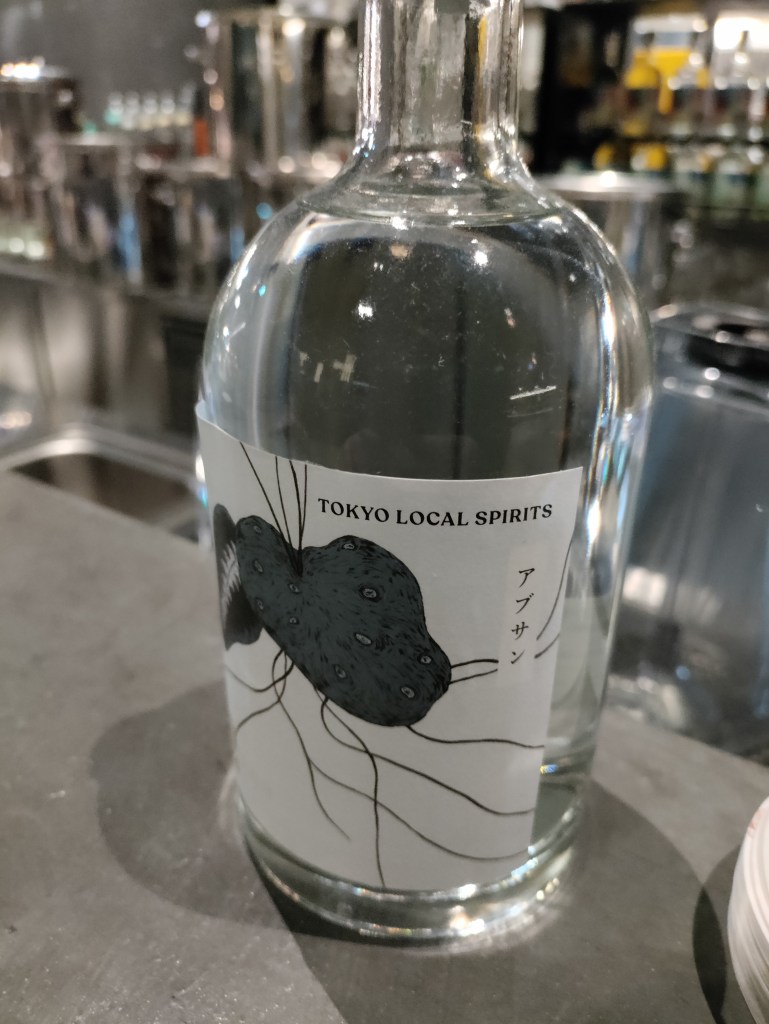 TOKYO LOCAL SPIRITS
アブサン